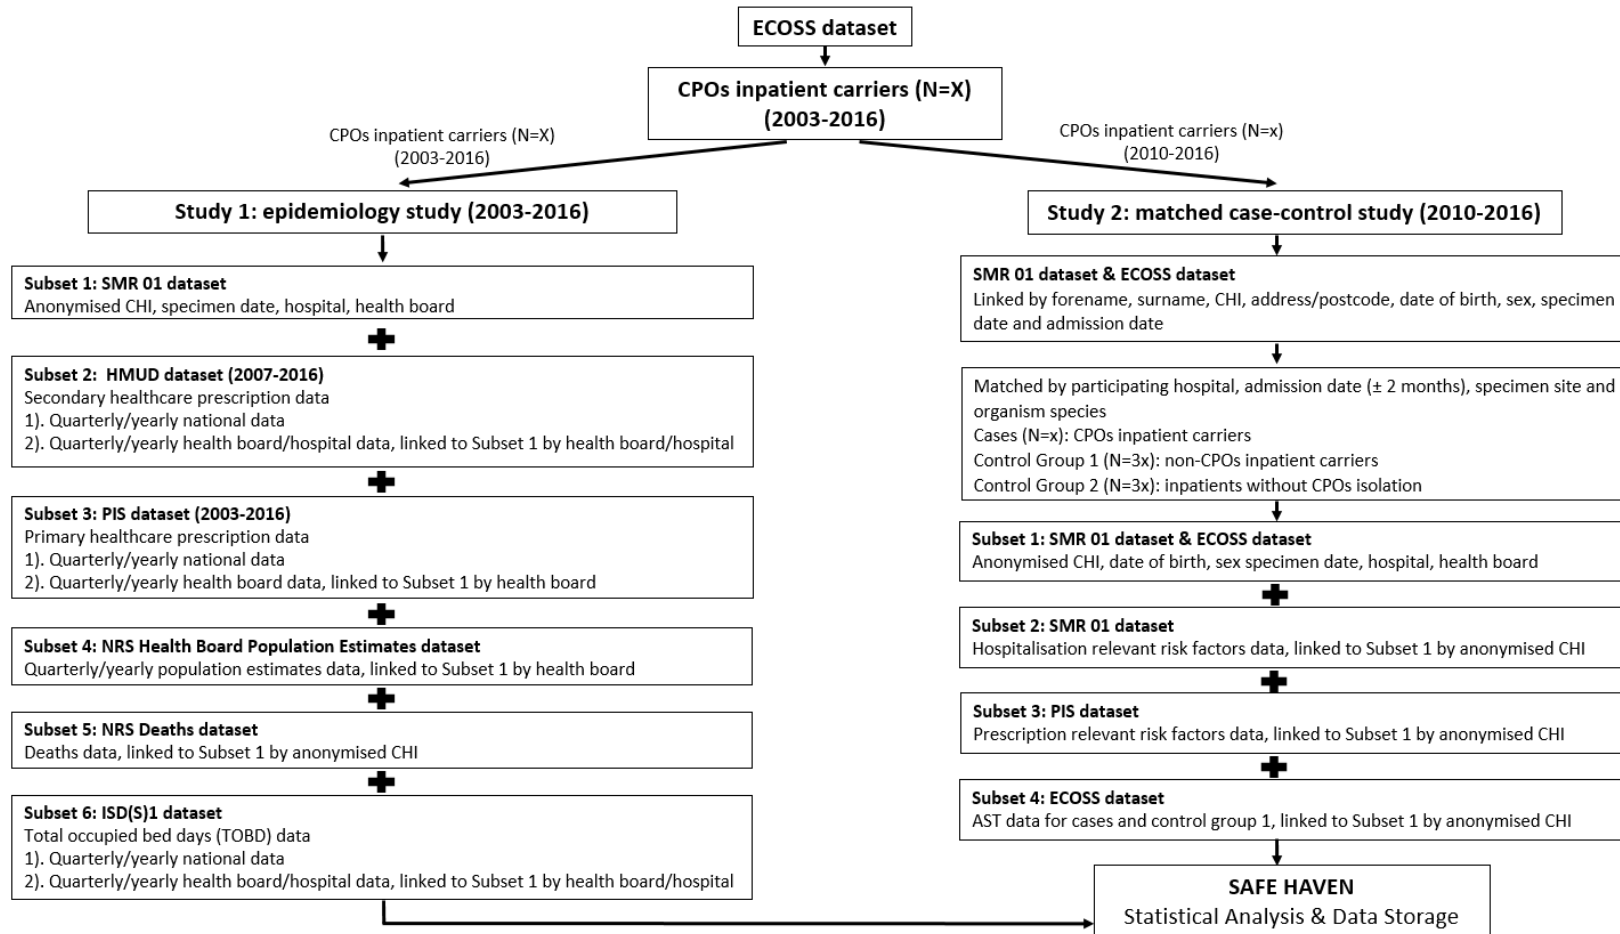 ECOSS dataset
CPOs inpatient carriers (N=X)
(2003-2016)
CPOs inpatient carriers (N=X)
(2003-2016)
CPOs inpatient carriers (N=x)
(2010-2016)
Study 1: epidemiology study (2003-2016)
Subset 1: SMR 01 dataset
Anonymised CHI, specimen date, hospital, health board
Subset 2:  HMUD dataset (2007-2016)
Secondary healthcare prescription data
1). Quarterly/yearly national data
2). Quarterly/yearly health board/hospital data, linked to Subset 1 by health board/hospital
Subset 3: PIS dataset (2003-2016)
Primary healthcare prescription data
1). Quarterly/yearly national data
2). Quarterly/yearly health board data, linked to Subset 1 by health board
Subset 4: NRS Health Board Population Estimates dataset
Quarterly/yearly population estimates data, linked to Subset 1 by health board
Subset 5: NRS Deaths dataset
Deaths data, linked to Subset 1 by anonymised CHI
Subset 6: ISD(S)1 dataset
Total occupied bed days (TOBD) data
1). Quarterly/yearly national data
2). Quarterly/yearly health board/hospital data, linked to Subset 1 by health board/hospital
Study 2: matched case-control study (2010-2016)
SMR 01 dataset & ECOSS dataset
Linked by forename, surname, CHI, address/postcode, date of birth, sex, specimen
date and admission date
Matched by participating hospital, admission date (± 2 months), specimen site and
organism species
Cases (N=x): CPOs inpatient carriers
Control Group 1 (N=3x): non-CPOs inpatient carriers
Control Group 2 (N=3x): inpatients without CPOs isolation
Subset 1: SMR 01 dataset & ECOSS dataset
Anonymised CHI, date of birth, sex specimen date, hospital, health board
Subset 2: SMR 01 dataset
Hospitalisation relevant risk factors data, linked to Subset 1 by anonymised CHI
Subset 3: PIS dataset
Prescription relevant risk factors data, linked to Subset 1 by anonymised CHI
Subset 4: ECOSS dataset
AST data for cases and control group 1, linked to Subset 1 by anonymised CHI
SAFE HAVEN
Statistical Analysis & Data Storage